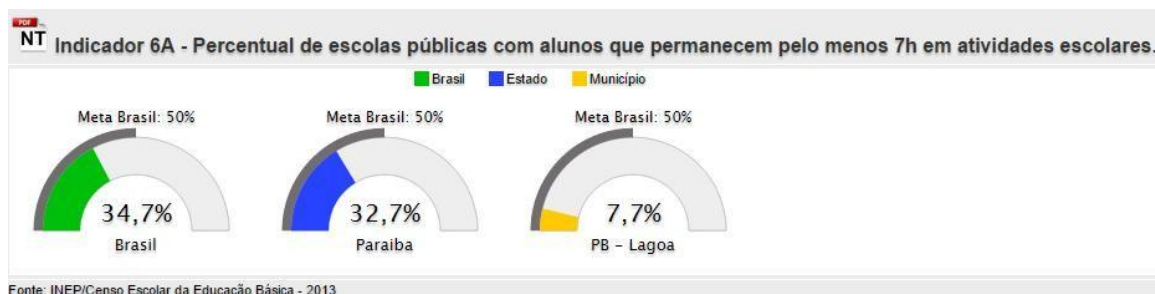 PDF
NT
Indicador 6A - Percentual de escolas públicas com alunos que permanecem pelo menos 7h em atividades escolares.
Brasil Estado Município
Meta Brasil: 50% Meta Brasil: 50% Meta Brasil: 50%
34,7% 32,7% 7,7%
Brasil Paraiba PB – Lagoa
Fonte: INEP/Censo Escolar da Educação Básica - 2013